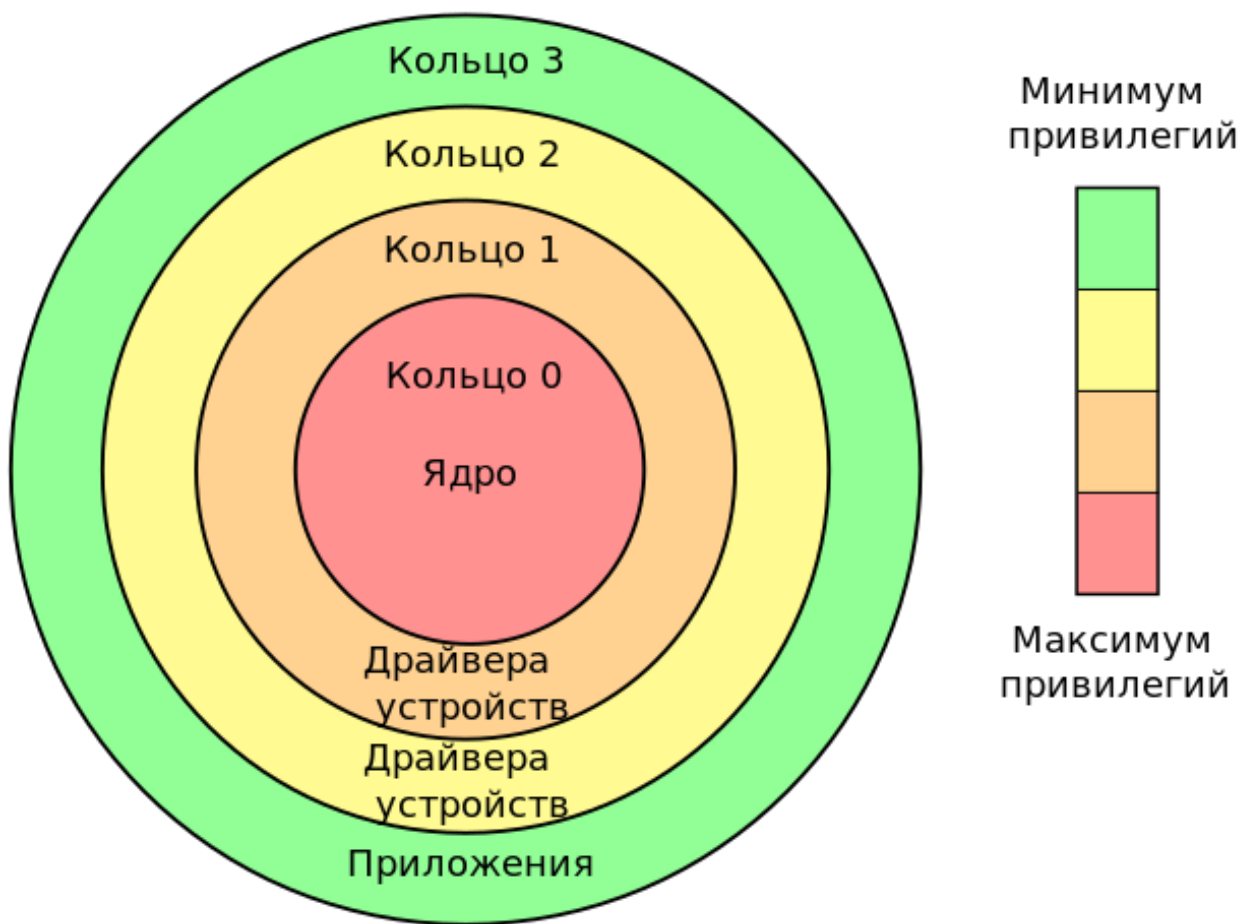 Кольцо 3
Кольцо 2
Кольцо 1
Кольцо 0
Ядро
Драйвера
устройств
Драйвера
устройств
Приложения
Минимум
привилегий
Максимум
привилегий